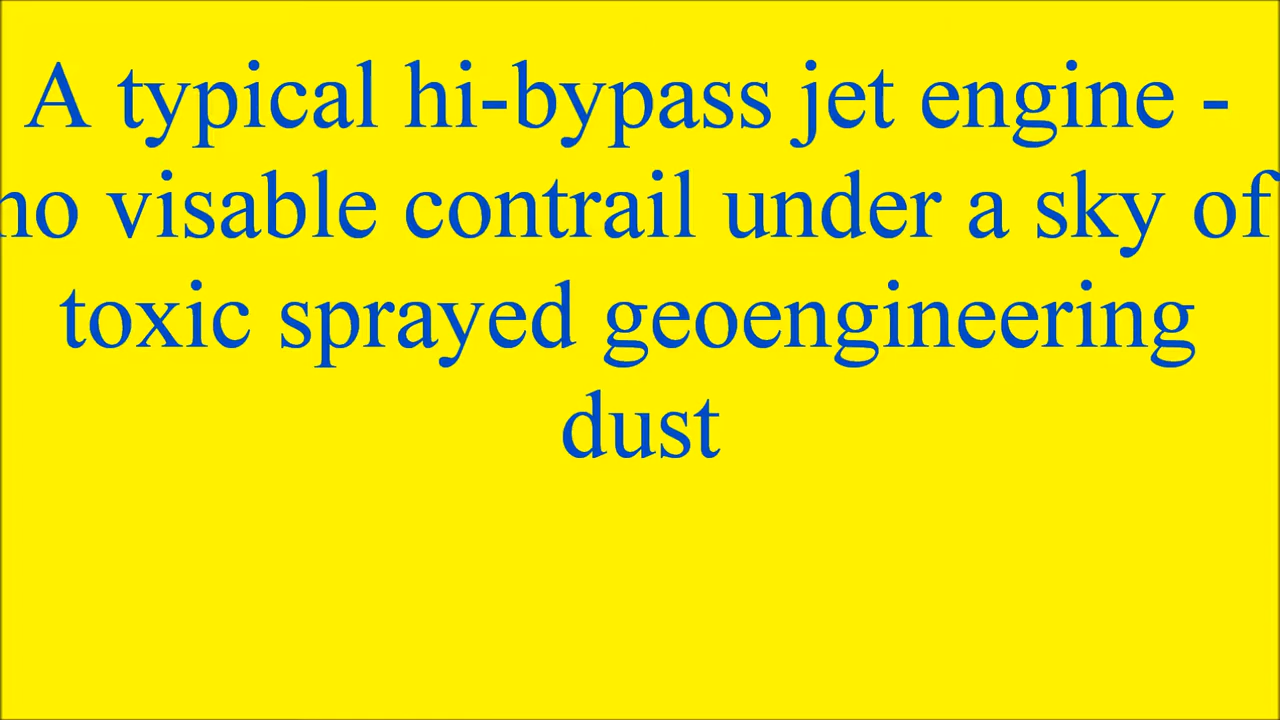 A typical hi-bypass jet engine -
no visable contrail under a sky of
toxic sprayed geoengineering
dust